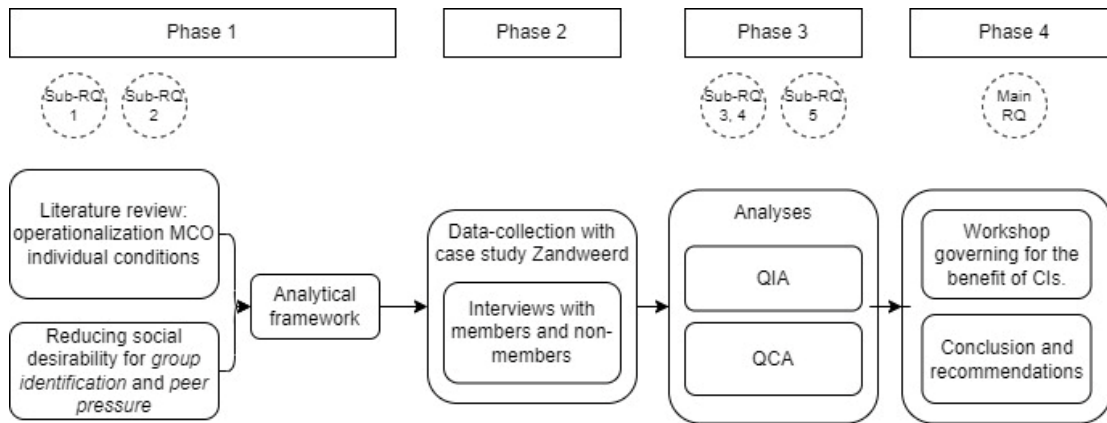 Phase 1
Phase 2
Phase 3
Phase 4
Sub-RQ
1
Sub-RQ
2
Sub-RQ
3, 4
Sub-RQ
5
Main
RQ
Literature review:
operationalization MCO
individual conditions
Reducing social
desirability for group
identification and peer
pressure
Analytical
framework
Data-collection with
case study Zandweerd
Interviews with
members and non-
members
Analyses
QIA
QCA
Workshop
governing for the
benefit of CIs.
Conclusion and
recommendations